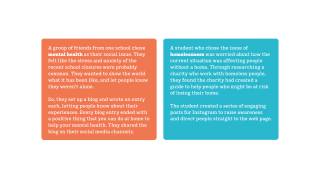 A group of friends from one school chose
mental health as their social issue. They
felt like the stress and anxiety of the
recent school closures were probably
common. They wanted to show the world
what it has been like, and let people know
they weren't alone.
So, they set up a blog and wrote an entry
each, letting people know about their
experiences. Every blog entry ended with
a positive thing that you can do at home to
help your mental health. They shared the
blog on their social media channels.
A student who chose the issue of
homelessness was worried about how the
current situation was affecting people
without a home. Through researching a
charity who work with homeless people,
they found the charity had created a
guide to help people who might be at risk
of losing their home.
The student created a series of engaging
posts for Instagram to raise awareness
and direct people straight to the web page